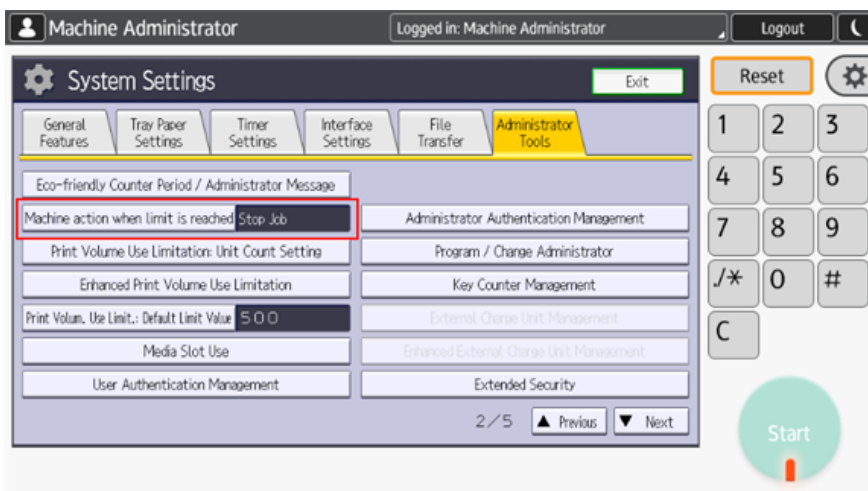 Machine Administrator
Logged in: Machine Administrator
Logout
System Settings
Exit
Reset
General Features
Tray Paper Settings
Timer Settings
Interface Settings
File Transfer
Administrator Tools
Eco-friendly Counter Period / Administrator Message
Machine action when limit is reached Stop Job
Administrator Authentication Management
Print Volume Use Limitation: Unit Count Setting
Program / Change Administrator
Enhanced Print Volume Use Limitation
Key Counter Management
Print Volum. Use Limit.: Default Limit Value 500
External Charge Unit Management
Media Slot Use
Enhanced External Charge Unit Management
User Authentication Management
Extended Security
2/5
▲ Previous
▼ Next
1 2 3
4 5 6
7 8 9
./* 0 #
C
Start